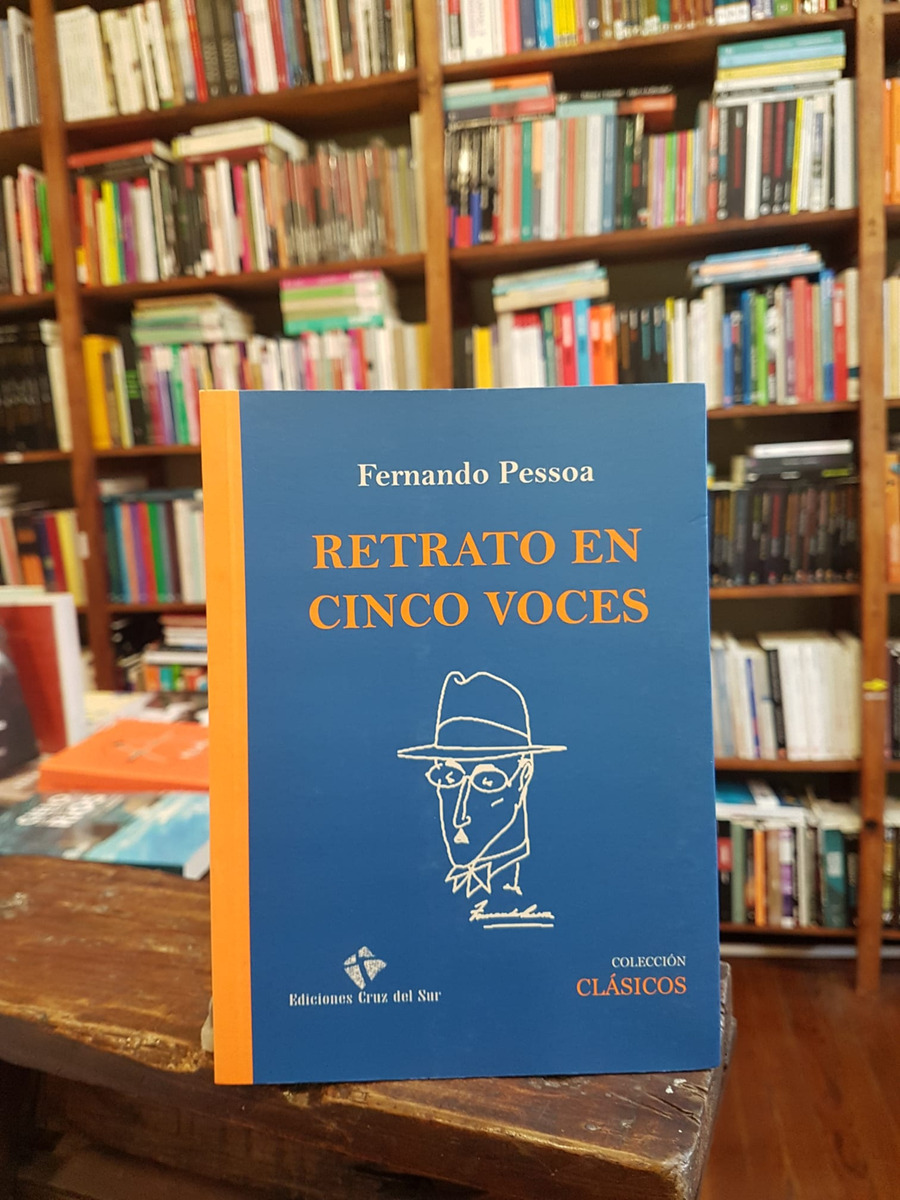 Fernando Pessoa
RETRATO EN
CINCO VOCES
Ediciones Cruz del Sur
COLECCIÓN
CLÁSICOS